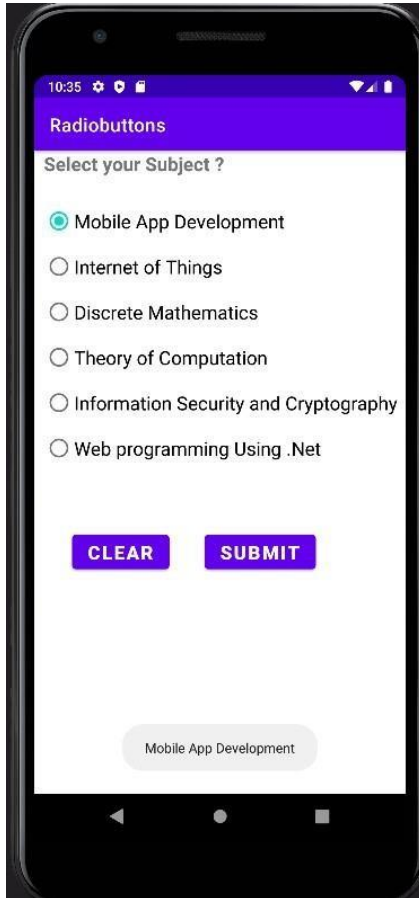 10:35
Radiobuttons
Select your Subject ?
Mobile App Development
Internet of Things
Discrete Mathematics
Theory of Computation
Information Security and Cryptography
Web programming Using .Net
CLEAR SUBMIT
Mobile App Development